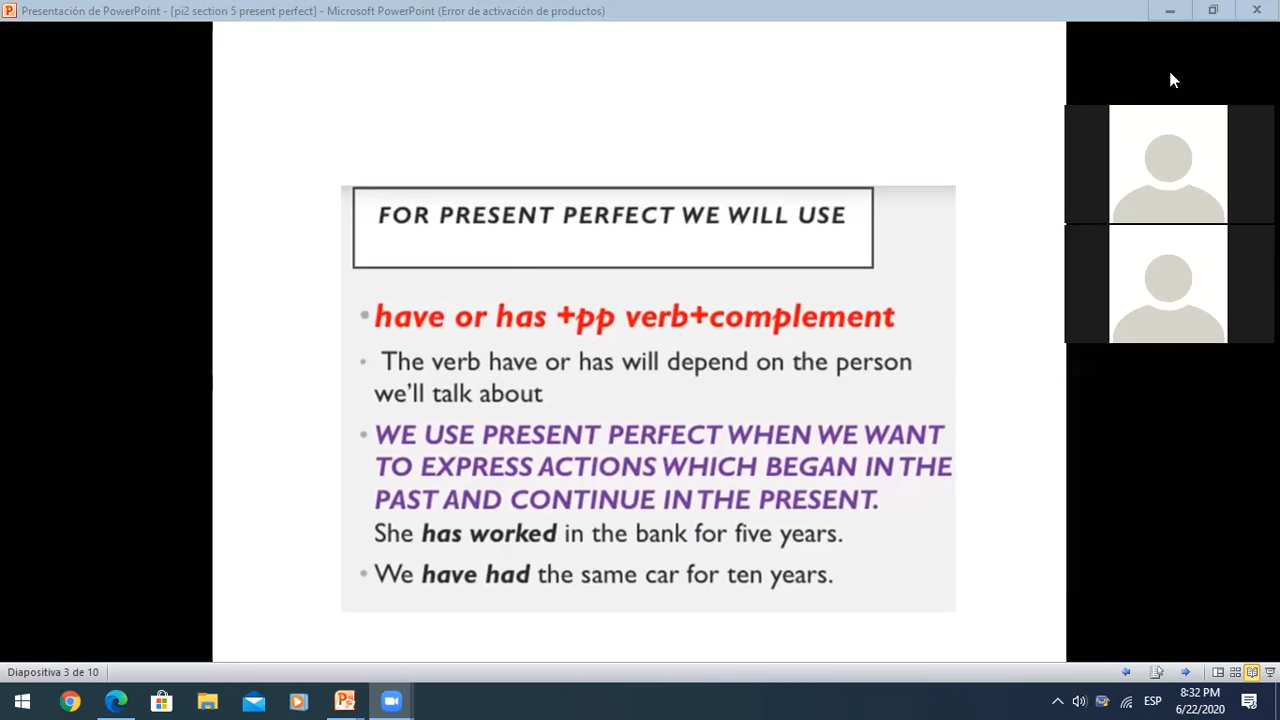 Presentación de PowerPoint - [pi2 section 5 present perfect] - Microsoft PowerPoint (Error de activación de productos)
FOR PRESENT PERFECT WE WILL USE
• have or has +pp verb+complement
• The verb have or has will depend on the person
we'll talk about
• WE USE PRESENT PERFECT WHEN WE WANT
TO EXPRESS ACTIONS WHICH BEGAN IN THE
PAST AND CONTINUE IN THE PRESENT.
She has worked in the bank for five years.
• We have had the same car for ten years.
Diapositiva 3 de 10
ESP
8:32 PM
6/22/2020